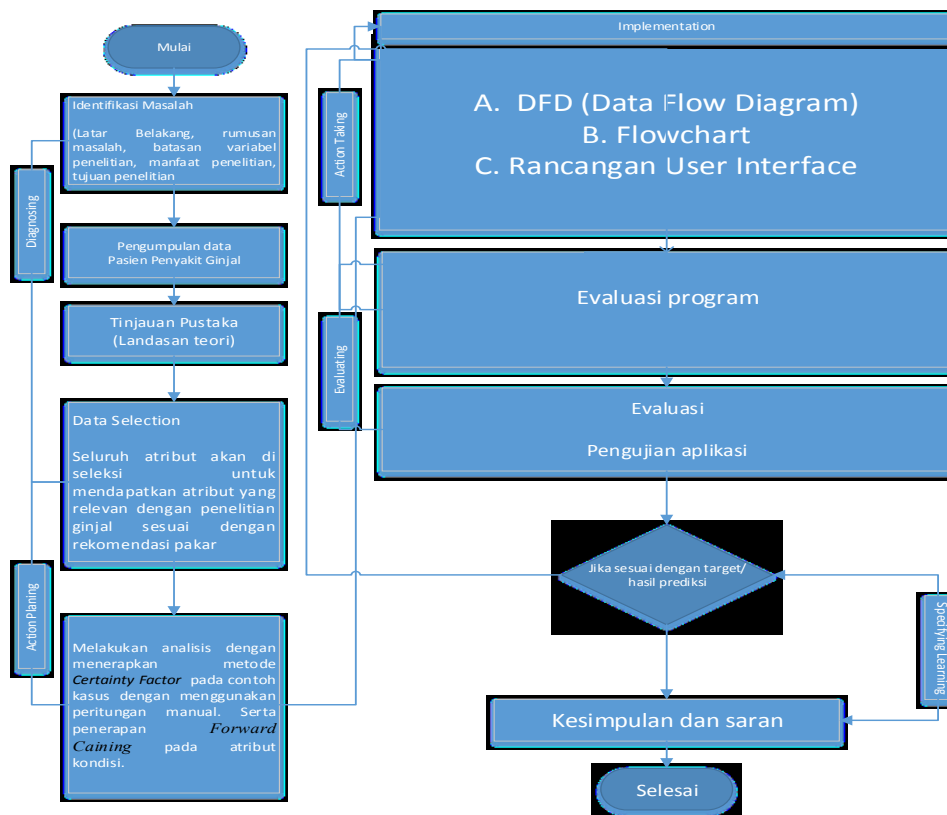 Mulai
Identifikasi Masalah
(Latar Belakang, rumusan
masalah, batasan variabel
penelitian, manfaat penelitian,
tujuan penelitian
Diagnosing
Pengumpulan data
Pasien Penyakit Ginjal
Tinjauan Pustaka
(Landasan teori)
Data Selection
Seluruh atribut akan di
seleksi untuk
mendapatkan atribut yang
relevan dengan penelitian
ginjal sesuai dengan
rekomendasi pakar
Action Planing
Melakukan analisis dengan
menerapkan metode
Certainty Factor pada contoh
kasus dengan menggunakan
peritungan manual. Serta
penerapan Forward
Caining pada atribut
kondisi.
Implementation
Action Taking
A. DFD (Data Flow Diagram)
B. Flowchart
C. Rancangan User Interface
Evaluasi program
Evaluating
Evaluasi
Pengujian aplikasi
Jika sesuai dengan target/
hasil prediksi
Specifying Learning
Kesimpulan dan saran
Selesai